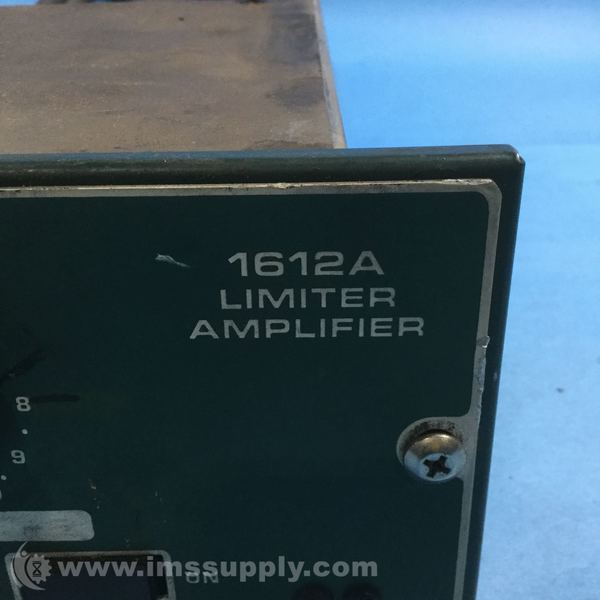 1612A
LIMITER
AMPLIFIER
8
9
ON
www.imssupply.com